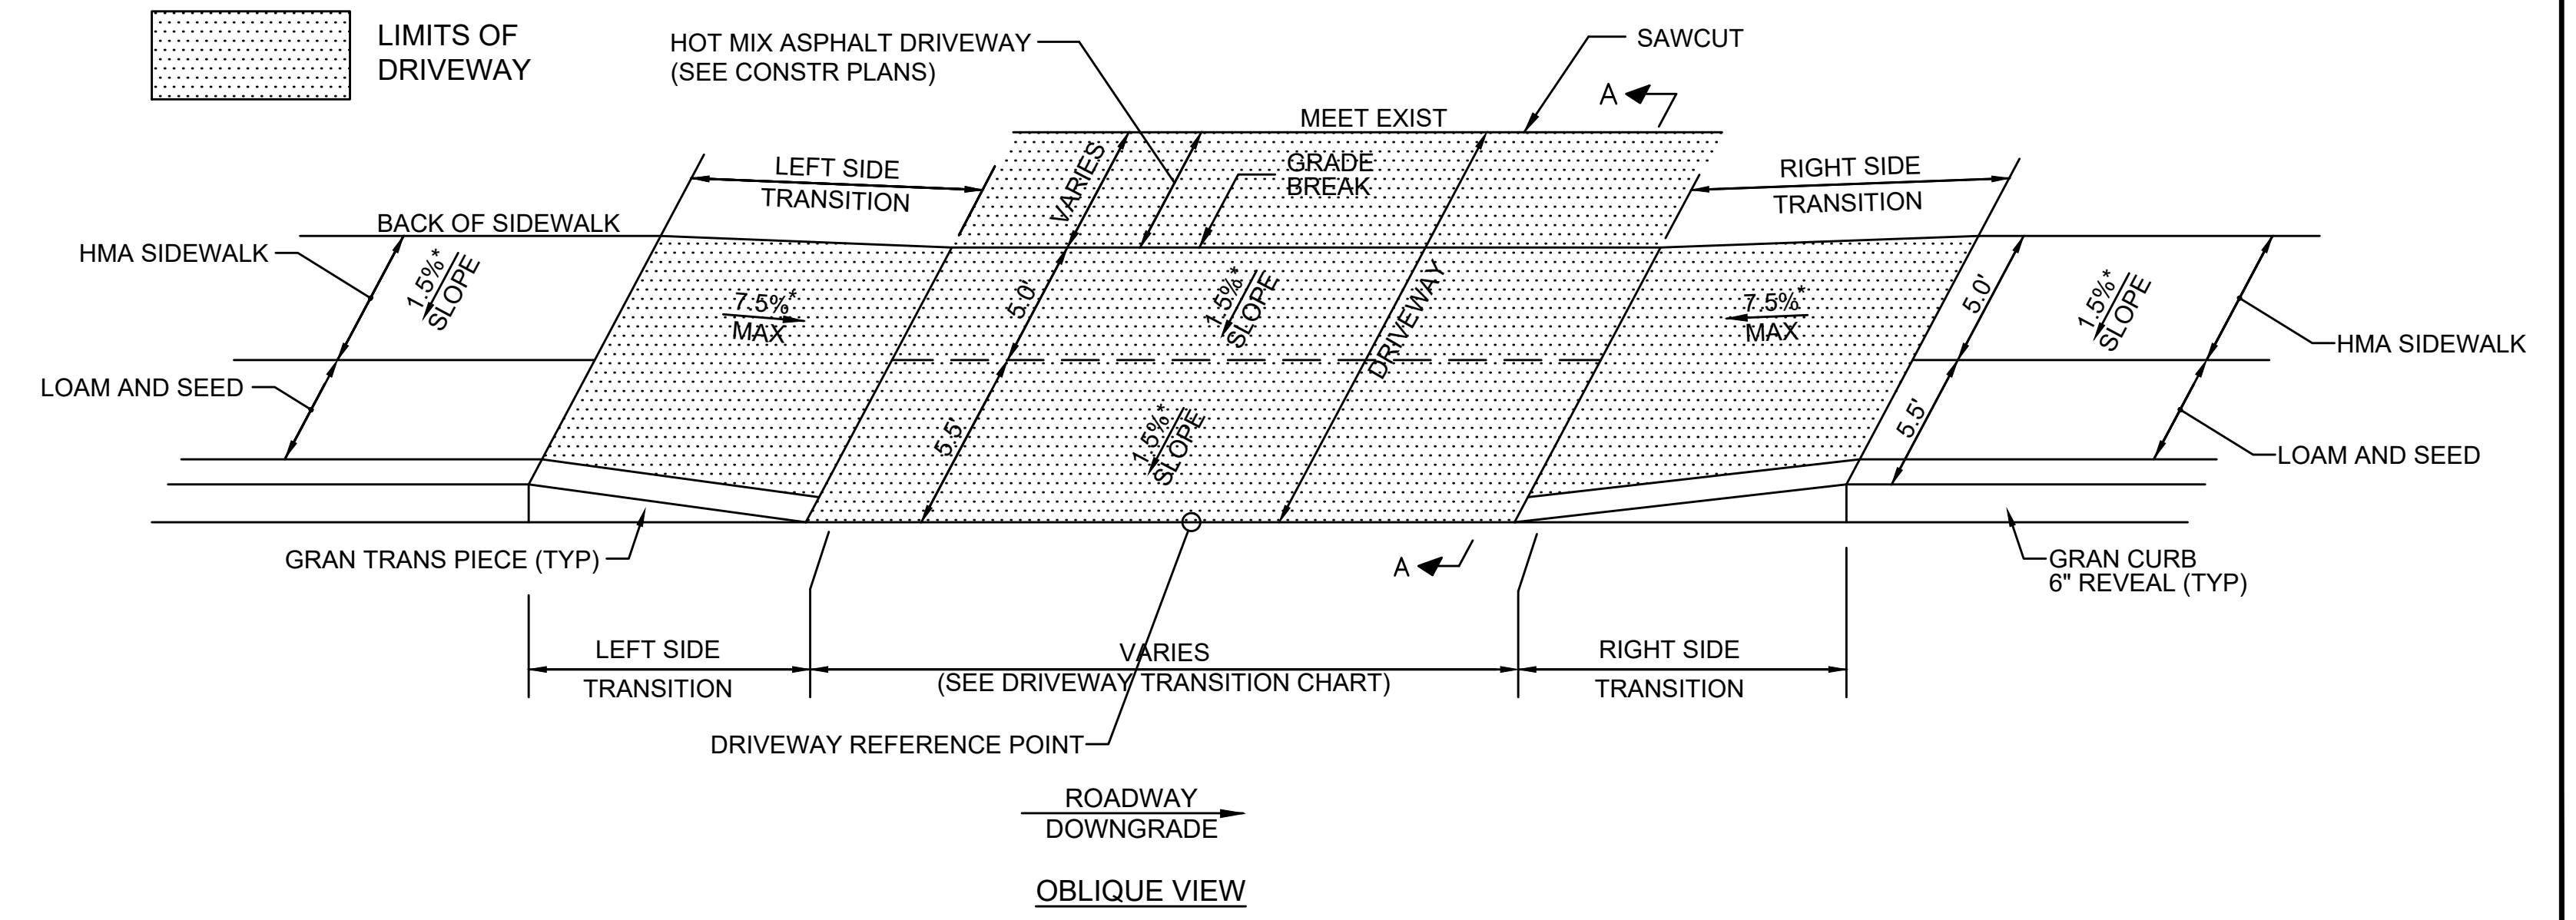 LIMITS OF
DRIVEWAY
HOT MIX ASPHALT DRIVEWAY
(SEE CONSTR PLANS)
SAWCUT
A
MEET EXIST
LEFT SIDE
TRANSITION
VARIES
GRADE
BREAK
RIGHT SIDE
TRANSITION
BACK OF SIDEWALK
HMA SIDEWALK
1.5%*
SLOPE
7.5%*
MAX
5.0'
1.5%*
SLOPE
DRIVEWAY
7.5%*
MAX
5.0'
1.5%*
SLOPE
HMA SIDEWALK
LOAM AND SEED
5.5'
1.5%*
SLOPE
5.5'
LOAM AND SEED
GRAN TRANS PIECE (TYP)
A
GRAN CURB
6" REVEAL (TYP)
LEFT SIDE
TRANSITION
VARIES
(SEE DRIVEWAY TRANSITION CHART)
RIGHT SIDE
TRANSITION
DRIVEWAY REFERENCE POINT
ROADWAY
DOWNGRADE
OBLIQUE VIEW